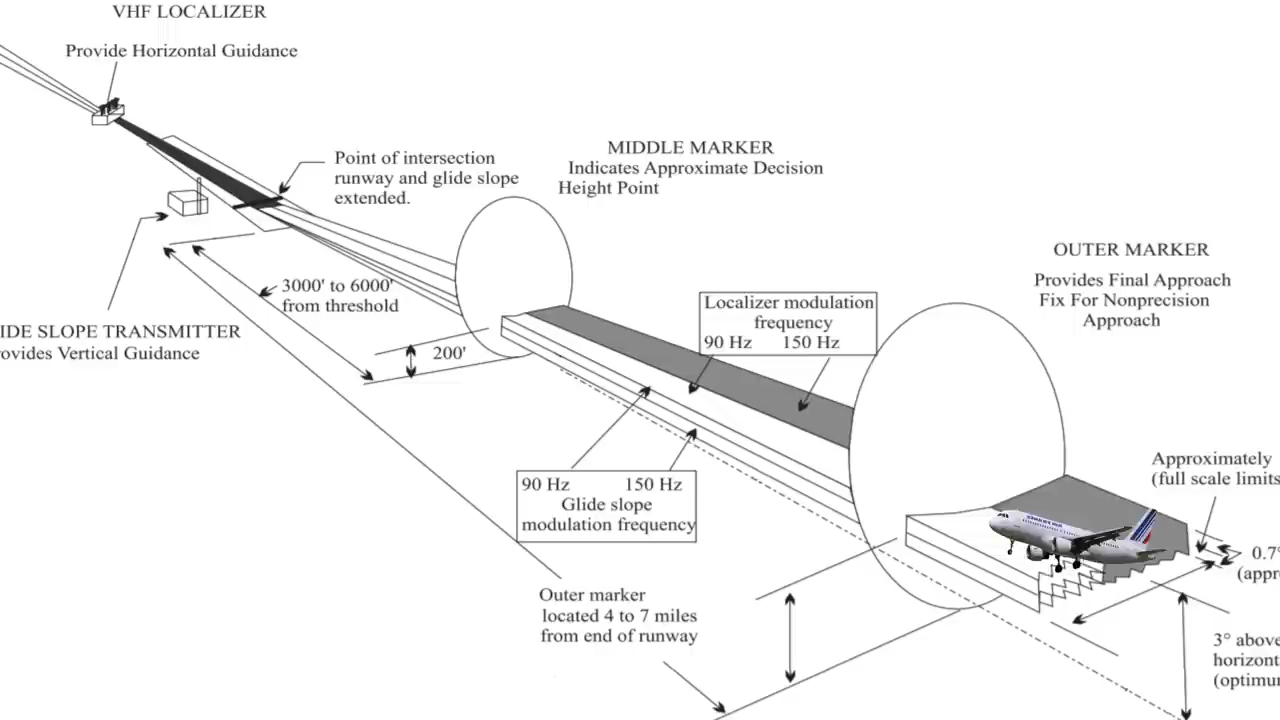 VHF LOCALIZER
Provide Horizontal Guidance
Point of intersection
runway and glide slope
extended.
MIDDLE MARKER
Indicates Approximate Decision
Height Point
OUTER MARKER
Provides Final Approach
Fix For Nonprecision
Approach
3000' to 6000'
from threshold
IDE SLOPE TRANSMITTER
rovides Vertical Guidance
200'
Localizer modulation
frequency
90 Hz 150 Hz
90 Hz 150 Hz
Glide slope
modulation frequency
Approximately
(full scale limits
0.7°
(appr
Outer marker
located 4 to 7 miles
from end of runway
3° above
horizont
(optimu